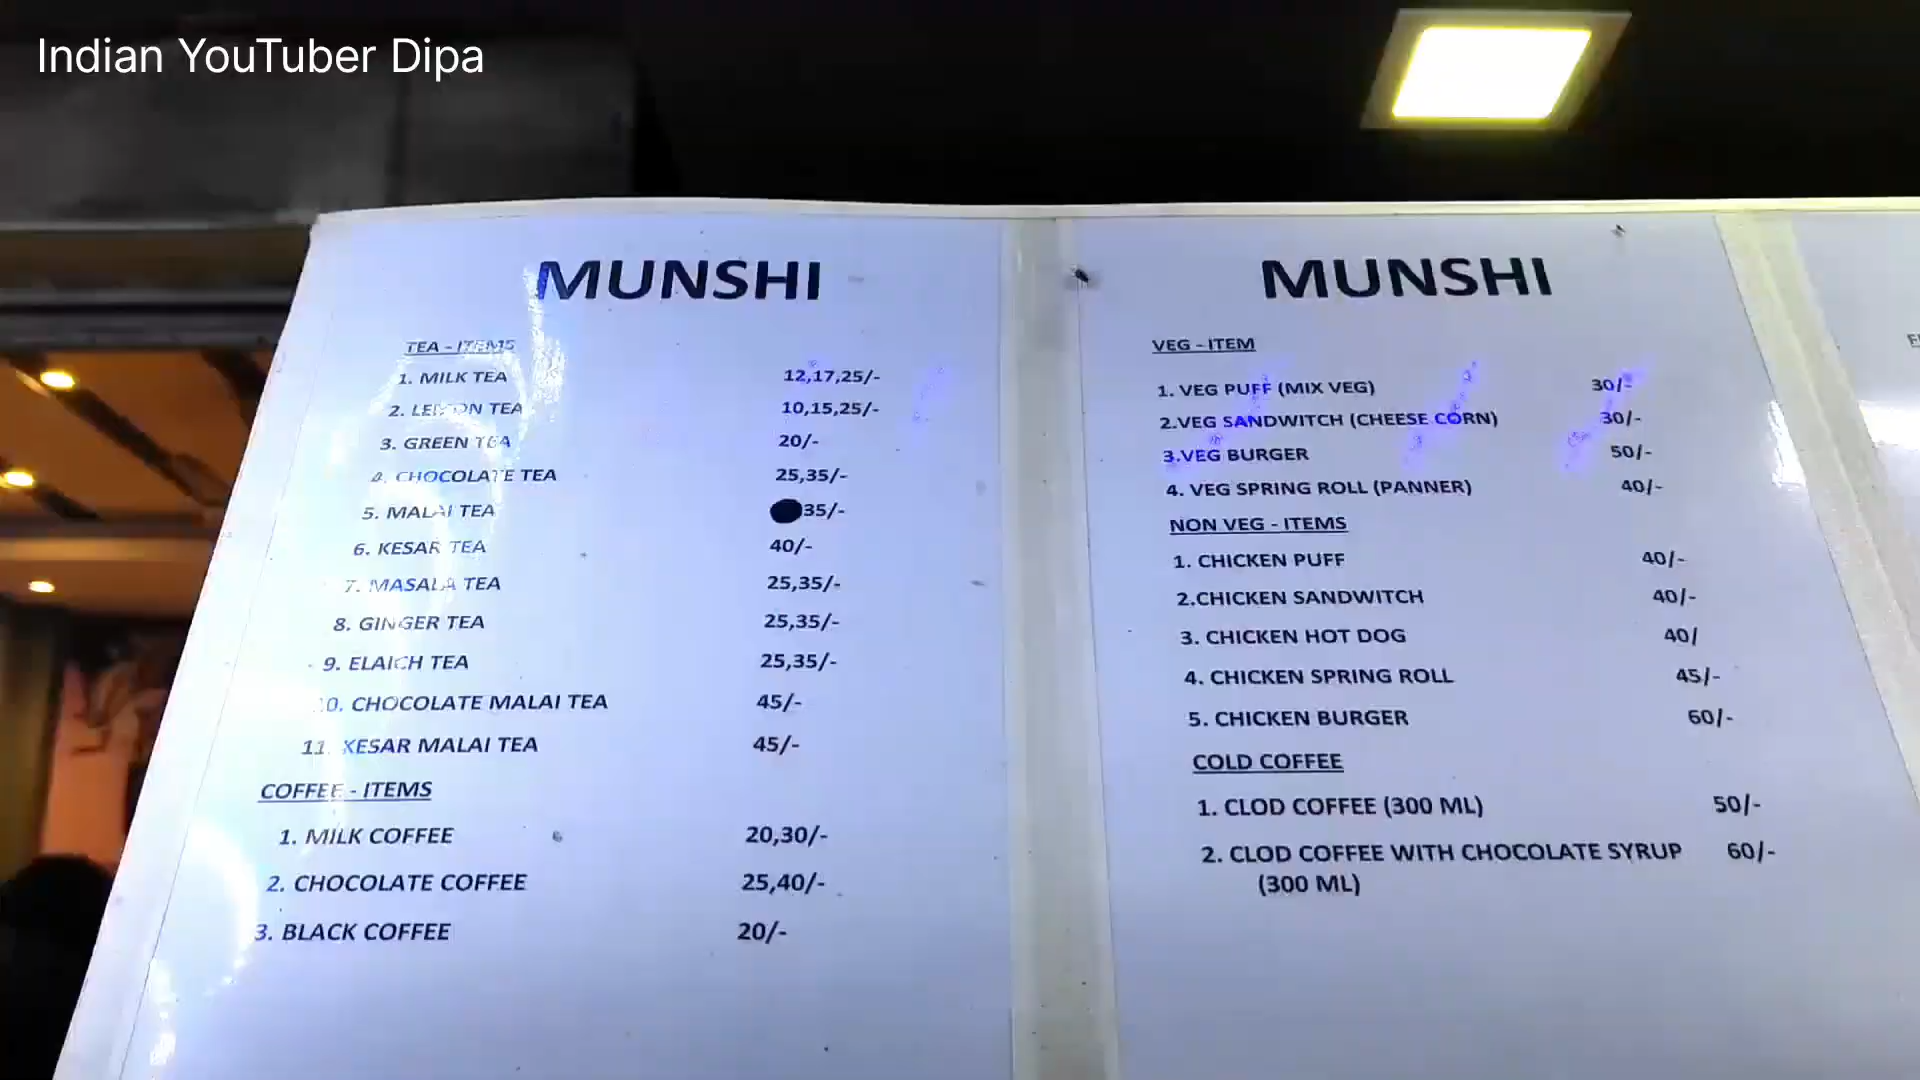 Indian YouTuber Dipa
MUNSHI
TEA - ITEMS
1. MILK TEA 12,17,25/-
2. LEMON TEA 10,15,25/-
3. GREEN TEA 20/-
4. CHOCOLATE TEA 25,35/-
5. MALAI TEA 35/-
6. KESAR TEA 40/-
7. MASALA TEA 25,35/-
8. GINGER TEA 25,35/-
9. ELAICH TEA 25,35/-
10. CHOCOLATE MALAI TEA 45/-
11. KESAR MALAI TEA 45/-
COFFEE - ITEMS
1. MILK COFFEE 20,30/-
2. CHOCOLATE COFFEE 25,40/-
3. BLACK COFFEE 20/-
MUNSHI
VEG - ITEM
1. VEG PUFF (MIX VEG) 30/-
2.VEG SANDWITCH (CHEESE CORN) 30/-
3.VEG BURGER 50/-
4. VEG SPRING ROLL (PANNER) 40/-
NON VEG - ITEMS
1. CHICKEN PUFF 40/-
2.CHICKEN SANDWITCH 40/-
3. CHICKEN HOT DOG 40/
4. CHICKEN SPRING ROLL 45/-
5. CHICKEN BURGER 60/-
COLD COFFEE
1. CLOD COFFEE (300 ML) 50/-
2. CLOD COFFEE WITH CHOCOLATE SYRUP 60/-
(300 ML)